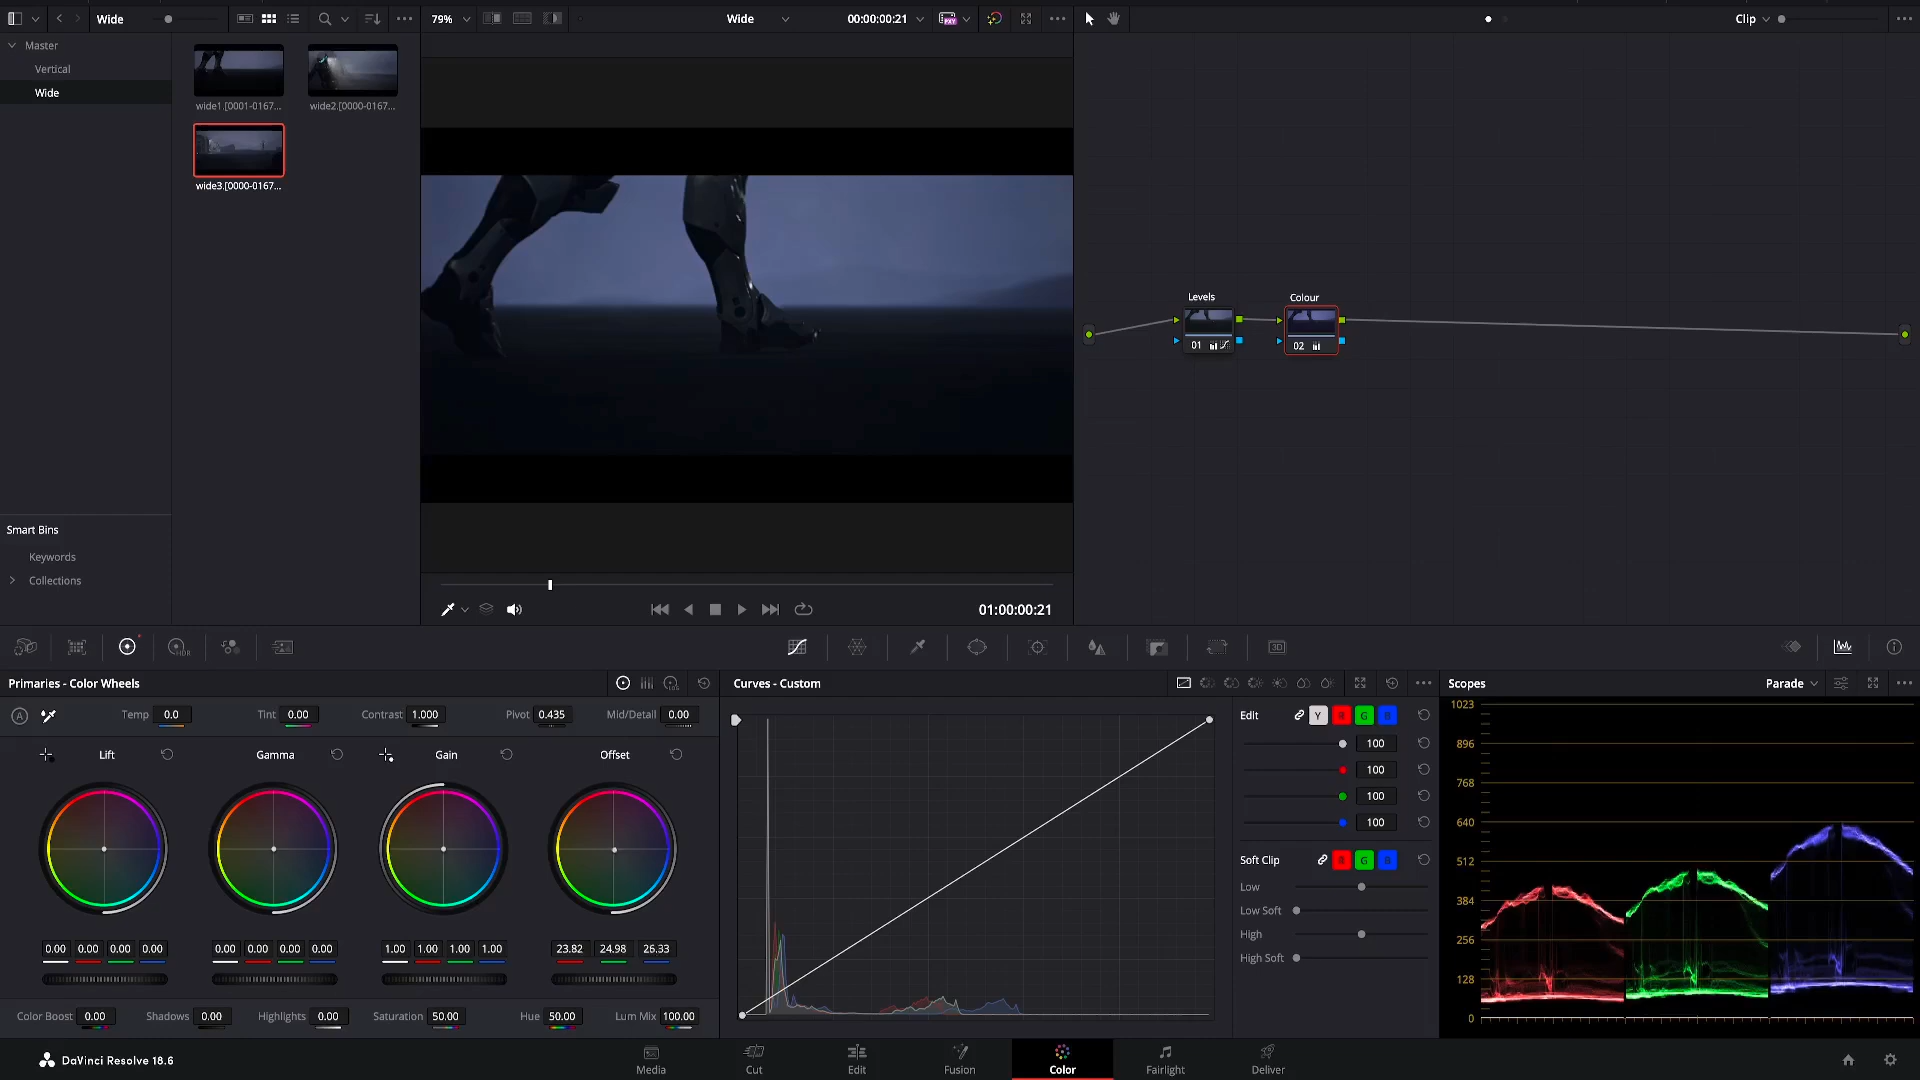 Wide
79%
Wide
00:00:00:21
Clip
Master
Vertical
Wide
wide1.[0001-0167...
wide2.[0000-0167...
wide3.[0000-0167...
Levels
Colour
01
02
Smart Bins
Keywords
Collections
01:00:00:21
HDR
3D
Primaries - Color Wheels
Curves - Custom
Scopes
Parade
A
Temp 0.0
Tint 0.00
Contrast 1.000
Pivot 0.435
Mid/Detail 0.00
Lift
Gamma
Gain
Offset
0.00 0.00 0.00 0.00
0.00 0.00 0.00 0.00
1.00 1.00 1.00 1.00
23.82 24.98 26.33
Color Boost 0.00
Shadows 0.00
Highlights 0.00
Saturation 50.00
Hue 50.00
Lum Mix 100.00
Edit
Y R G B
100
100
100
100
Soft Clip
R G B
Low
Low Soft
High
High Soft
1023
896
768
640
512
384
256
128
0
DaVinci Resolve 18.6
Media
Cut
Edit
Fusion
Color
Fairlight
Deliver